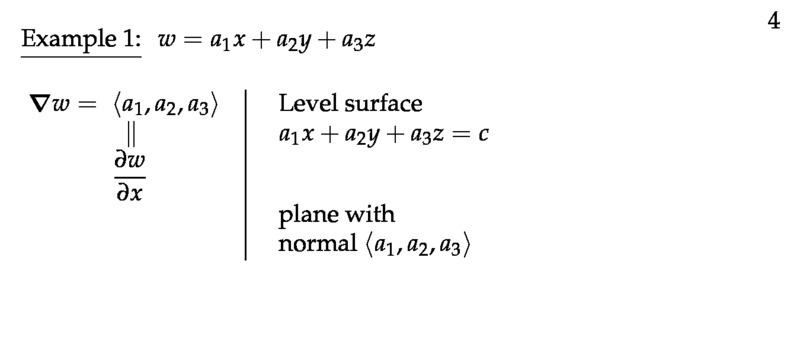 4
Example 1: w = a₁x + a₂y + a₃z
∇w = ⟨a₁, a₂, a₃⟩
||
∂w
∂x
Level surface
a₁x + a₂y + a₃z = c
plane with
normal ⟨a₁, a₂, a₃⟩